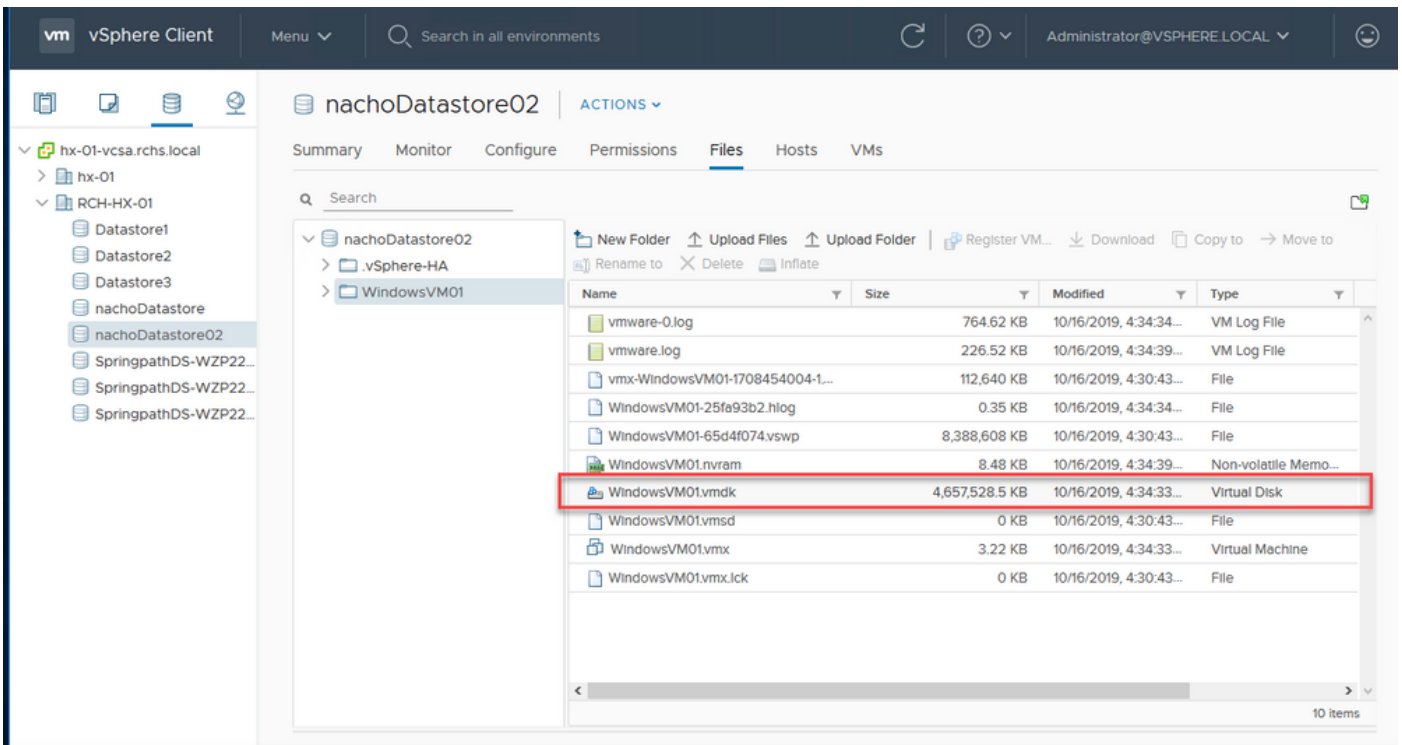 vm vSphere Client Menu Search in all environments Administrator@VSPHERE.LOCAL
nachoDatastore02 ACTIONS
Summary Monitor Configure Permissions Files Hosts VMs
hx-01-vcsa.rchs.local
hx-01
RCH-HX-01
Datastore1
Datastore2
Datastore3
nachoDatastore
nachoDatastore02
SpringpathDS-WZP22...
SpringpathDS-WZP22...
SpringpathDS-WZP22...
Search
nachoDatastore02
.vSphere-HA
WindowsVM01
New Folder Upload Files Upload Folder Register VM... Download Copy to Move to
Rename to Delete Inflate
Name Size Modified Type
vmware-0.log 764.62 KB 10/16/2019, 4:34:34... VM Log File
vmware.log 226.52 KB 10/16/2019, 4:34:39... VM Log File
vmx-WindowsVM01-1708454004-1.... 112,640 KB 10/16/2019, 4:30:43... File
WindowsVM01-25fa93b2.hlog 0.35 KB 10/16/2019, 4:34:34... File
WindowsVM01-65d4f074.vswp 8,388,608 KB 10/16/2019, 4:30:43... File
WindowsVM01.nvram 8.48 KB 10/16/2019, 4:34:39... Non-volatile Memo...
WindowsVM01.vmdk 4,657,528.5 KB 10/16/2019, 4:34:33... Virtual Disk
WindowsVM01.vmsd 0 KB 10/16/2019, 4:30:43... File
WindowsVM01.vmx 3.22 KB 10/16/2019, 4:34:33... Virtual Machine
WindowsVM01.vmx.lck 0 KB 10/16/2019, 4:30:43... File
10 items